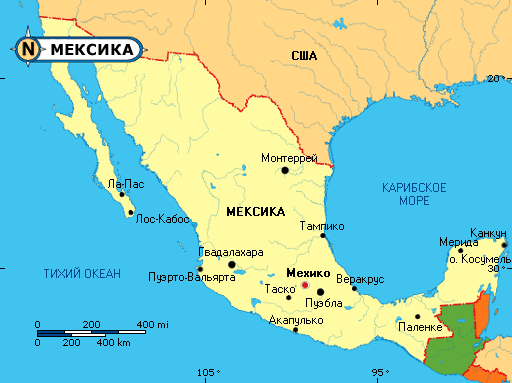 N МЕКСИКА
США
20°
Монтеррей
КАРИБСКОЕ
МОРЕ
Ла-Пас
Лос-Кабос
МЕКСИКА
Тампико
Канкун
Мерида
о. Косумель
Гвадалахара
30°
ТИХИЙ ОКЕАН
Пуэрто-Вальярта
Мехико
Веракрус
Таско
Пуэбла
Акапулько
Паленке
0 200 400 mi
0 200 400 km
105°
90°